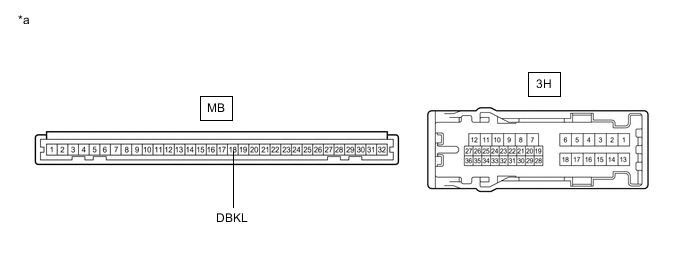 *a
MB
3H
1 2 3 4 5 6 7 8 9 10 11 12 13 14 15 16 17 18 19 20 21 22 23 24 25 26 27 28 29 30 31 32
DBKL
12 11 10 9 8 7 6 5 4 3 2 1
27 26 25 24 23 22 21 20 19
36 35 34 33 32 31 30 29 28 18 17 16 15 14 13